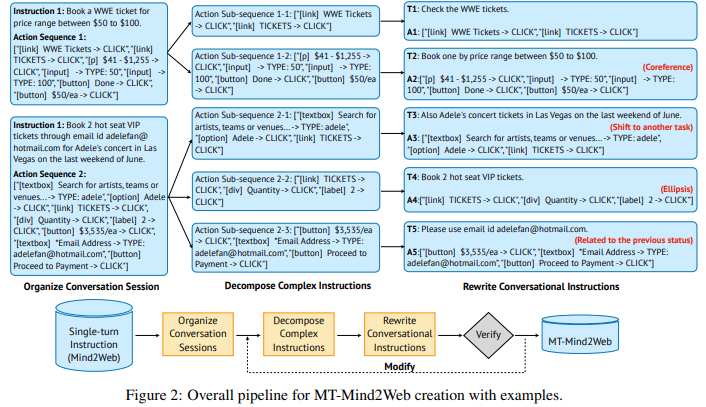 Instruction 1: Book a WWE ticket for
price range between $50 to $100.
Action Sequence 1:
["[link]  WWE Tickets -> CLICK","[link]
TICKETS -> CLICK","[p]  $41 - $1,255 ->
CLICK","[input]   -> TYPE: 50","[input]   ->
TYPE: 100","[button]  Done -> CLICK","
[button]  $50/ea -> CLICK"]
Instruction 1: Book 2 hot seat VIP
tickets through email id adelefan@
hotmail.com for Adele's concert in Las
Vegas on the last weekend of June.
Action Sequence 2:
["[textbox]  Search for artists, teams or
venues... -> TYPE: adele","[option]  Adele
-> CLICK","[link]  TICKETS -> CLICK",
"[div]  Quantity -> CLICK","[label]  2 ->
CLICK","[button]  $3,535/ea -> CLICK","
[textbox]  *Email Address -> TYPE:
adelefan@hotmail.com","[button]
Proceed to Payment -> CLICK"]
Organize Conversation Session
Action Sub-sequence 1-1: ["[link]  WWE Tickets
-> CLICK","[link]  TICKETS -> CLICK"]
Action Sub-sequence 1-2: ["[p]  $41 - $1,255 ->
CLICK","[input]   -> TYPE: 50","[input]   -> TYPE:
100","[button]  Done -> CLICK","[button]  $50/ea
-> CLICK"]
Action Sub-sequence 2-1: ["[textbox]  Search for
artists, teams or venues... -> TYPE: adele","
[option]  Adele -> CLICK","[link]  TICKETS ->
CLICK"]
Action Sub-sequence 2-2: ["[link]  TICKETS ->
CLICK","[div]  Quantity -> CLICK","[label]  2 ->
CLICK"]
Action Sub-sequence 2-3: ["[button]  $3,535/ea
-> CLICK","[textbox]  *Email Address -> TYPE:
adelefan@hotmail.com","[button]  Proceed to
Payment -> CLICK"]
Decompose Complex Instructions
T1: Check the WWE tickets.
A1: ["[link]  WWE Tickets -> CLICK","[link]  TICKETS -> CLICK"]
T2: Book one by price range between $50 to $100.
(Coreference)
A2:["[p]  $41 - $1,255 -> CLICK","[input]   -> TYPE: 50","[input]   -> TYPE:
100","[button]  Done -> CLICK","[button]  $50/ea -> CLICK"]
T3: Also Adele's concert tickets in Las Vegas on the last weekend of June.
(Shift to another task)
A3: ["[textbox]  Search for artists, teams or venues... -> TYPE: adele",
"[option]  Adele -> CLICK","[link]  TICKETS -> CLICK"]
T4: Book 2 hot seat VIP tickets.
(Ellipsis)
A4:["[link]  TICKETS -> CLICK","[div]  Quantity -> CLICK","[label]  2 -> CLICK"]
T5: Please use email id adelefan@hotmail.com.
(Related to the previous status)
A5:["[button]  $3,535/ea -> CLICK","[textbox]  *Email Address -> TYPE:
adelefan@hotmail.com","[button]  Proceed to Payment -> CLICK"]
Rewrite Conversational Instructions
Single-turn
Instruction
(Mind2Web)
Organize
Conversation
Sessions
Decompose
Complex
Instructions
Rewrite
Conversational
Instructions
Verify
MT-Mind2Web
Modify
Figure 2: Overall pipeline for MT-Mind2Web creation with examples.